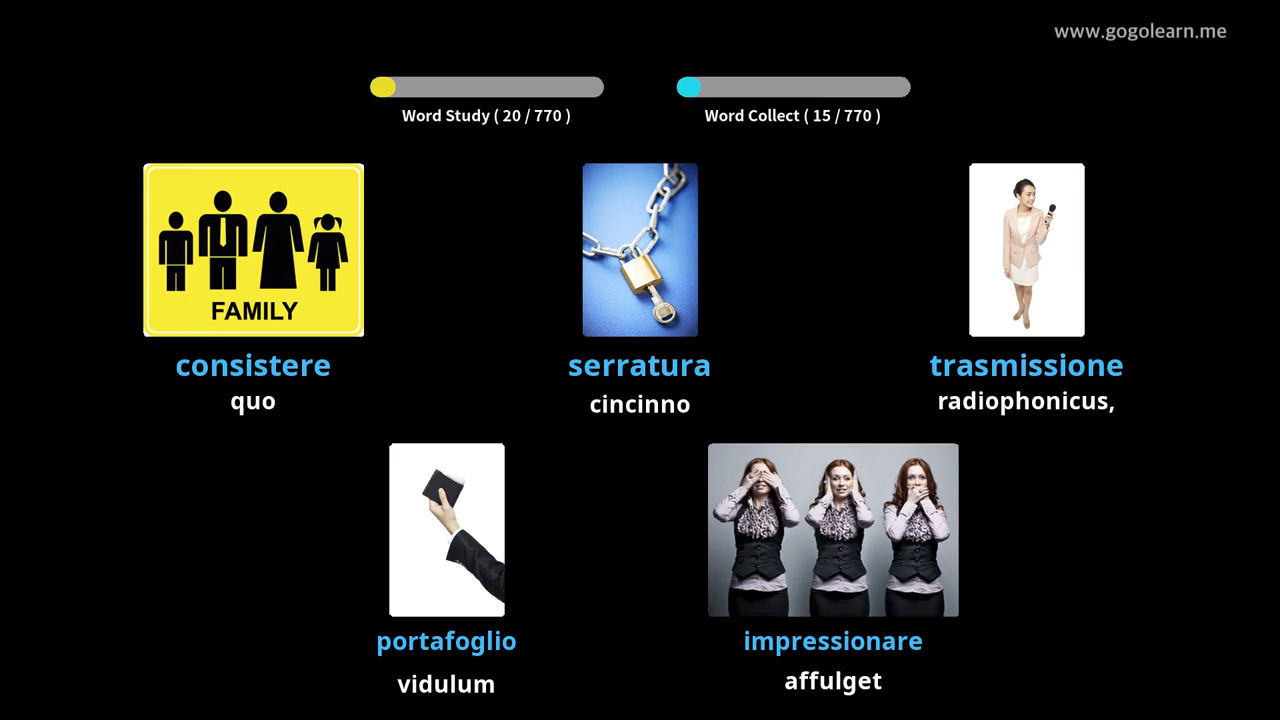 www.gogolearn.me
Word Study ( 20 / 770 )
Word Collect ( 15 / 770 )
FAMILY
consistere
quo
serratura
cincinno
trasmissione
radiophonicus,
portafoglio
vidulum
impressionare
affulget